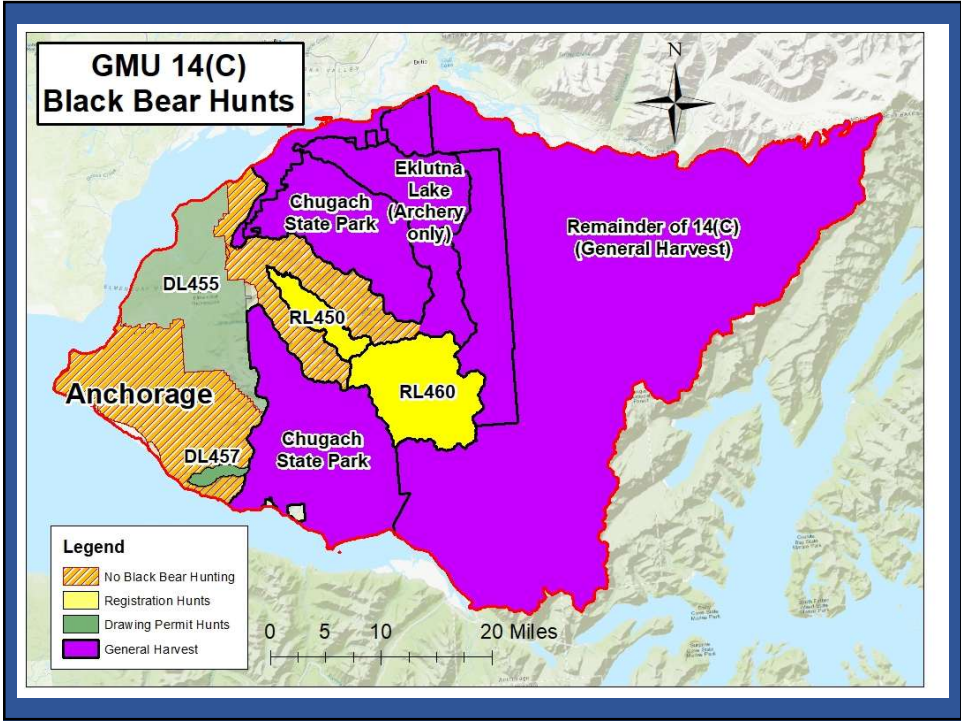 GMU 14(C)
Black Bear Hunts
N
Eklutna
Lake
(Archery
only)
Chugach
State Park
Remainder of 14(C)
(General Harvest)
DL455
RL450
RL460
Anchorage
Chugach
State Park
DL457
Legend
No Black Bear Hunting
Registration Hunts
Drawing Permit Hunts
General Harvest
0 5 10 20 Miles